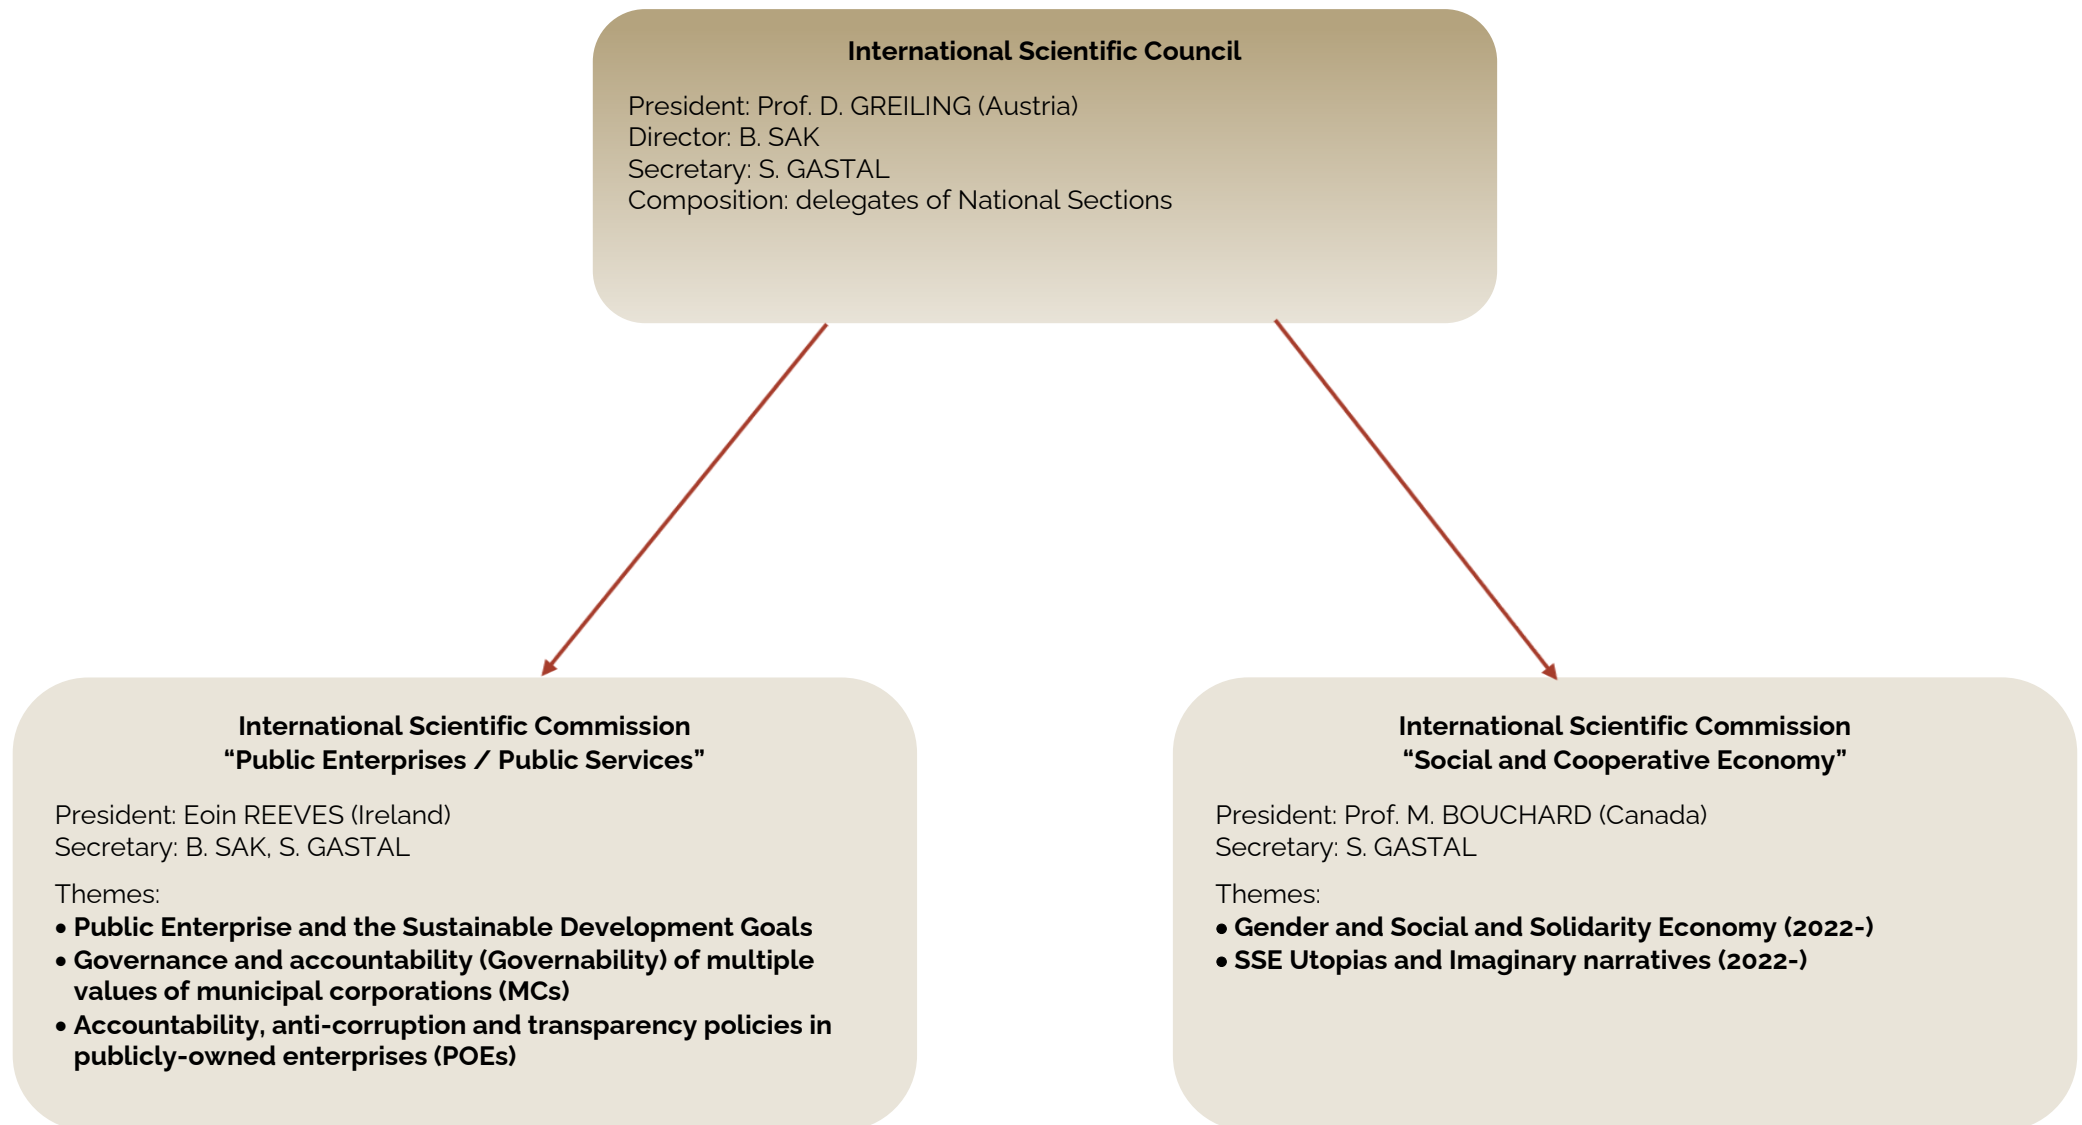 International Scientific Council
President: Prof. D. GREILING (Austria)
Director: B. SAK
Secretary: S. GASTAL
Composition: delegates of National Sections
International Scientific Commission
“Public Enterprises / Public Services”
President: Eoin REEVES (Ireland)
Secretary: B. SAK, S. GASTAL
Themes:
• Public Enterprise and the Sustainable Development Goals
• Governance and accountability (Governability) of multiple
values of municipal corporations (MCs)
• Accountability, anti-corruption and transparency policies in
publicly-owned enterprises (POEs)
International Scientific Commission
“Social and Cooperative Economy”
President: Prof. M. BOUCHARD (Canada)
Secretary: S. GASTAL
Themes:
• Gender and Social and Solidarity Economy (2022-)
• SSE Utopias and Imaginary narratives (2022-)